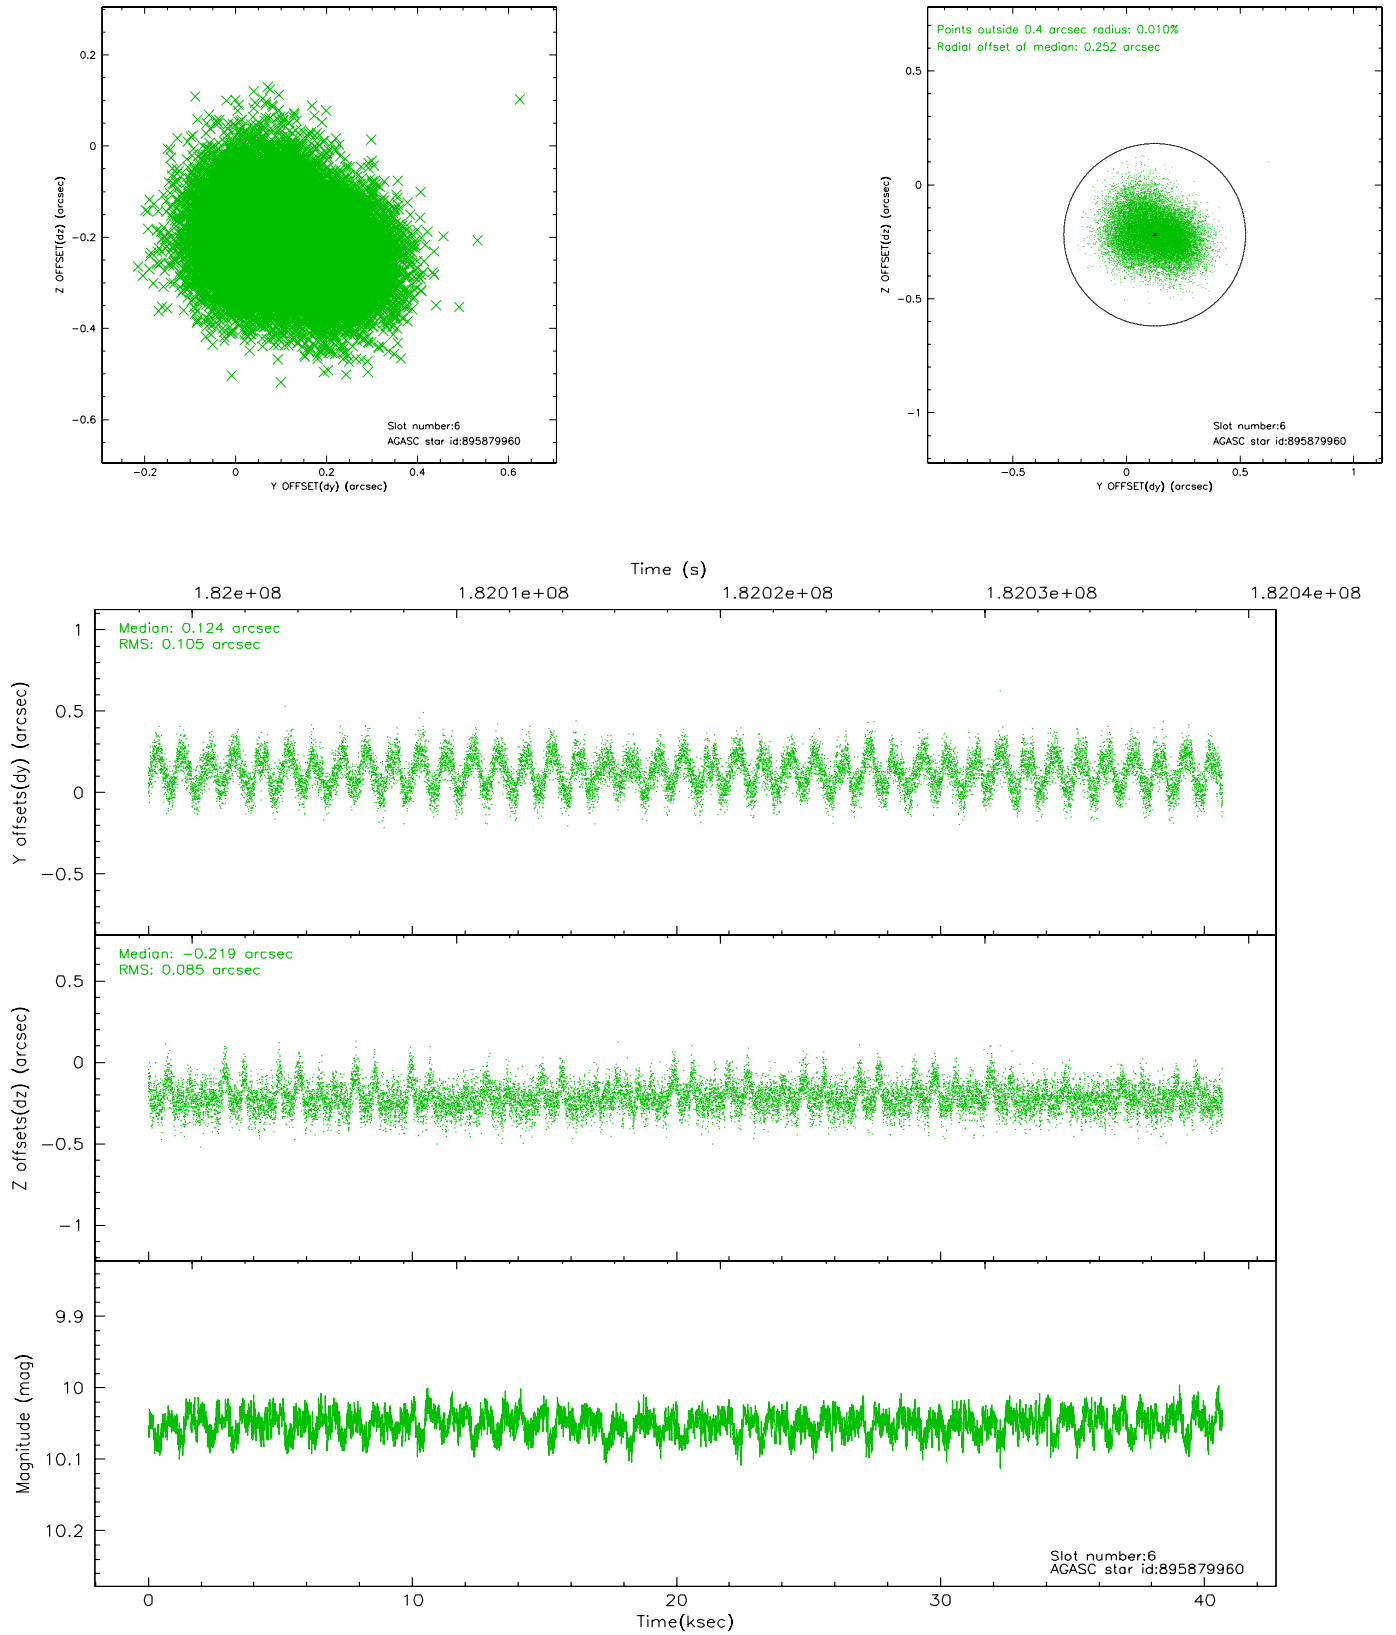 0.2
0
−0.2
−0.4
−0.6
Z OFFSET(dz) (arcsec)
Slot number:6
AGASC star id:895879960
−0.2 0 0.2 0.4 0.6
Y OFFSET(dy) (arcsec)
Points outside 0.4 arcsec radius: 0.010%
Radial offset of median: 0.252 arcsec
0.5
0
−0.5
−1
Z OFFSET(dz) (arcsec)
Slot number:6
AGASC star id:895879960
−0.5 0 0.5 1
Y OFFSET(dy) (arcsec)
Time (s)
1.82e+08 1.8201e+08 1.8202e+08 1.8203e+08 1.8204e+08
Median: 0.124 arcsec
RMS: 0.105 arcsec
1
0.5
0
−0.5
Y offsets(dy) (arcsec)
Median: −0.219 arcsec
RMS: 0.085 arcsec
0.5
0
−0.5
−1
Z offsets(dz) (arcsec)
9.9
10
10.1
10.2
Magnitude (mag)
Slot number:6
AGASC star id:895879960
0 10 20 30 40
Time(ksec)